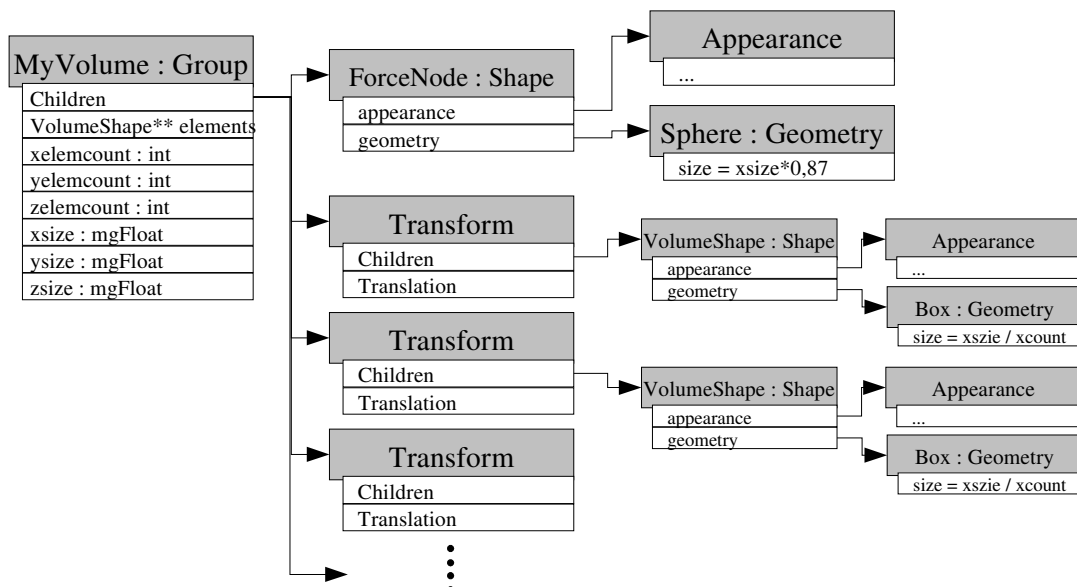 MyVolume : Group
Children
VolumeShape** elements
xelemcount : int
yelemcount : int
zelemcount : int
xsize : mgFloat
ysize : mgFloat
zsize : mgFloat
ForceNode : Shape
appearance
geometry
Appearance
...
Sphere : Geometry
size = xsize*0,87
Transform
Children
Translation
VolumeShape : Shape
appearance
geometry
Appearance
...
Box : Geometry
size = xszie / xcount
Transform
Children
Translation
VolumeShape : Shape
appearance
geometry
Appearance
...
Box : Geometry
size = xszie / xcount
Transform
Children
Translation